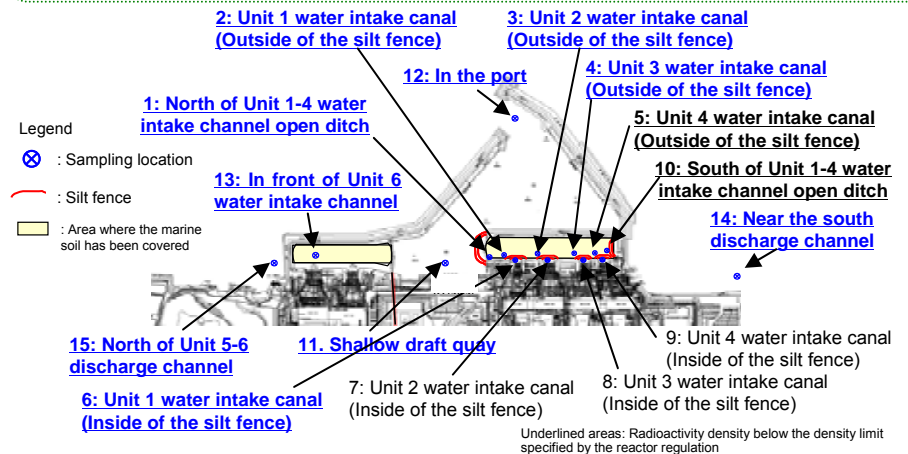 2: Unit 1 water intake canal
(Outside of the silt fence)
3: Unit 2 water intake canal
(Outside of the silt fence)
12: In the port
4: Unit 3 water intake canal
(Outside of the silt fence)
1: North of Unit 1-4 water
intake channel open ditch
5: Unit 4 water intake canal
(Outside of the silt fence)
Legend
: Sampling location
: Silt fence
: Area where the marine
soil has been covered
13: In front of Unit 6
water intake channel
10: South of Unit 1-4 water
intake channel open ditch
14: Near the south
discharge channel
15: North of Unit 5-6
discharge channel
11. Shallow draft quay
6: Unit 1 water intake canal
(Inside of the silt fence)
7: Unit 2 water intake canal
(Inside of the silt fence)
9: Unit 4 water intake canal
(Inside of the silt fence)
8: Unit 3 water intake canal
(Inside of the silt fence)
Underlined areas: Radioactivity density below the density limit
specified by the reactor regulation